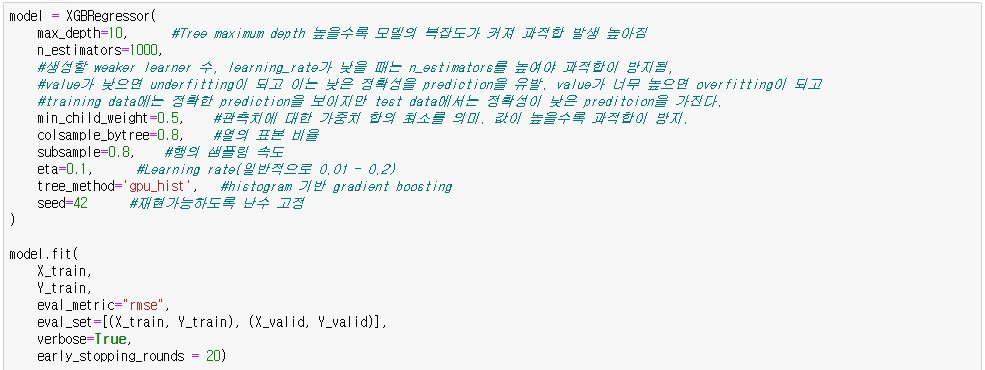 model = XGBRegressor(
    max_depth=10,      #Tree maximum depth 높을수록 모델의 복잡도가 커져 과적합 발생 높아짐
    n_estimators=1000,
    #생성할 weaker learner 수, learning_rate가 낮을 때는 n_estimators를 높여야 과적합이 방지됨,
    #value가 낮으면 underfitting이 되고 이는 낮은 정확성을 prediction을 유발. value가 너무 높으면 overfitting이 되고
    #training data에는 정확한 prediction을 보이지만 test data에서는 정확성이 낮은 preditcion을 가진다.
    min_child_weight=0.5,    #관측치에 대한 가중치 합의 최소를 의미. 값이 높을수록 과적합이 방지.
    colsample_bytree=0.8,    #열의 표본 비율
    subsample=0.8,    #행의 샘플링 속도
    eta=0.1,      #Learning rate(일반적으로 0.01 - 0.2)
    tree_method='gpu_hist',   #histogram 기반 gradient boosting
    seed=42    #재현가능하도록 난수 고정
)
model.fit(
    X_train,
    Y_train,
    eval_metric="rmse",
    eval_set=[(X_train, Y_train), (X_valid, Y_valid)],
    verbose=True,
    early_stopping_rounds = 20)